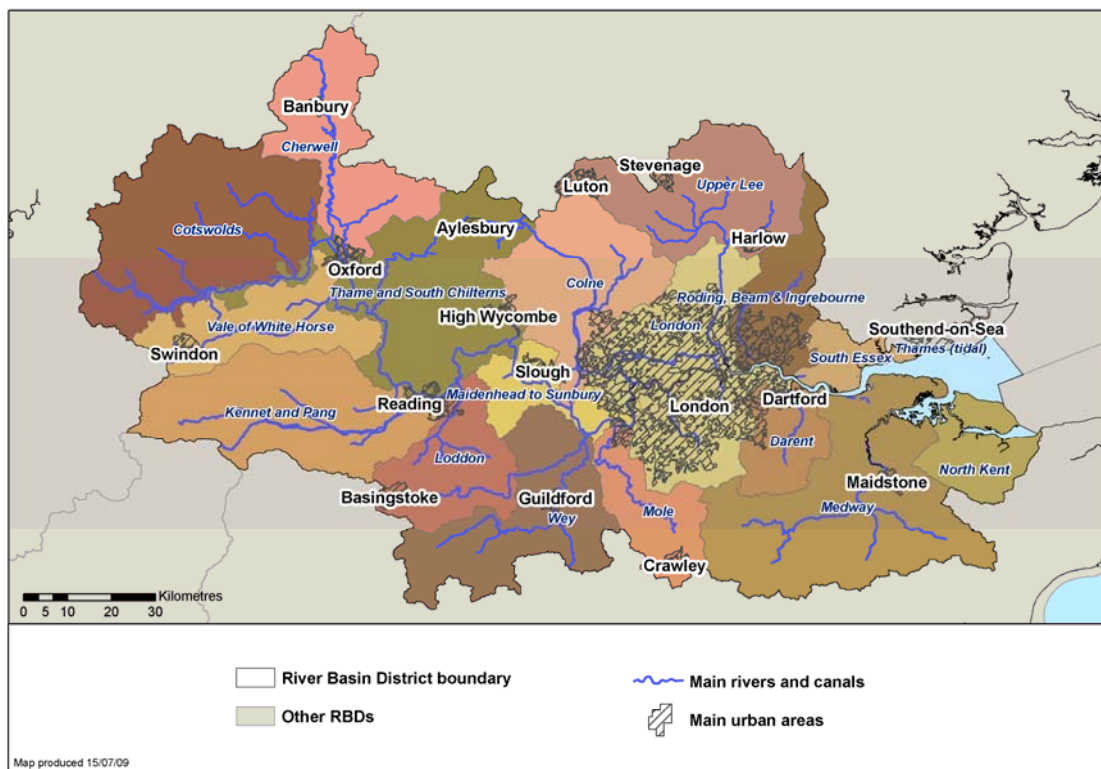 Banbury
Cherwell
Stevenage
Luton
Upper Lee
Cotswolds
Aylesbury
Harlow
Oxford
Colne
Thame and South Chilterns
Roding, Beam & Ingrebourne
High Wycombe
London
Vale of White Horse
Southend-on-Sea
Thames (tidal)
Swindon
South Essex
Slough
Maidenhead to Sunbury
Reading
Dartford
Kennet and Pang
London
Darent
Loddon
North Kent
Basingstoke
Guildford
Maidstone
Wey
Mole
Medway
Crawley
Kilometres
0 5 10 20 30
River Basin District boundary
Main rivers and canals
Other RBDs
Main urban areas
Map produced 15/07/09